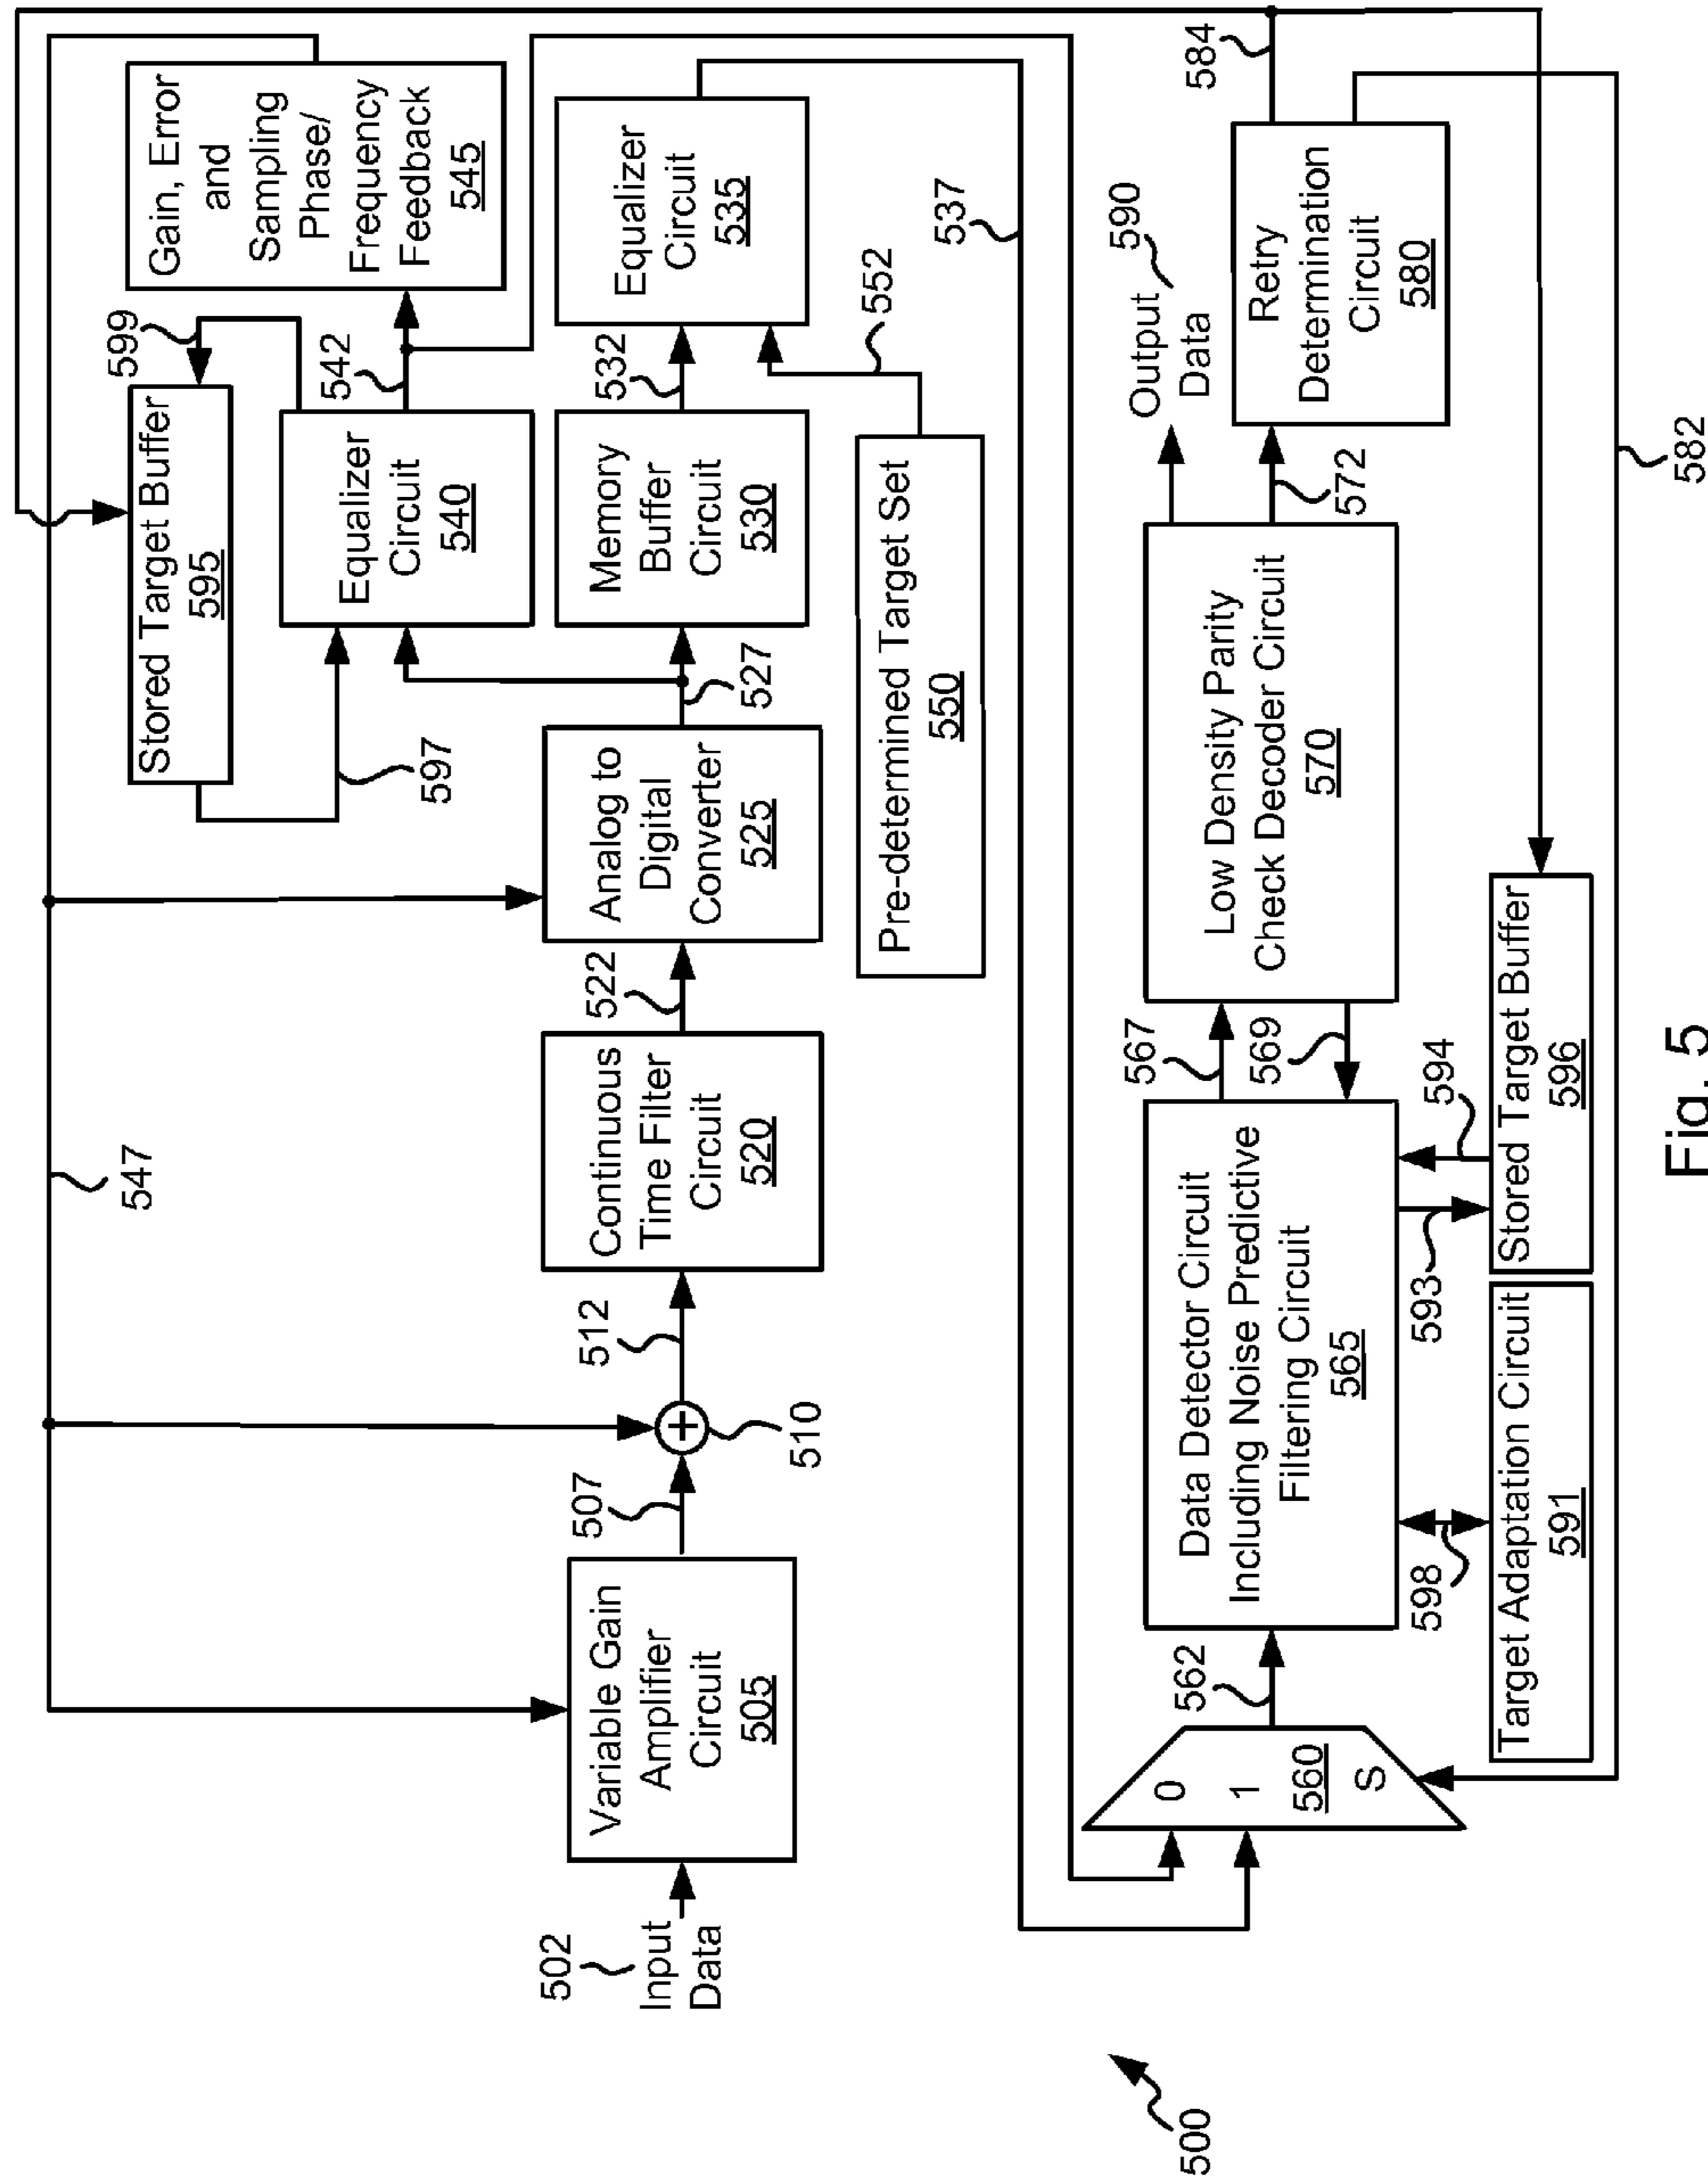 547
Stored Target Buffer
595
599
Gain, Error
and
Sampling
Phase/
Frequency
Feedback
545
597
Equalizer
Circuit
540
542
502
Input
Data
Variable Gain
Amplifier
Circuit
505
507
510
512
Continuous
Time Filter
Circuit
520
522
Analog to
Digital
Converter
525
527
Memory
Buffer
Circuit
530
532
Equalizer
Circuit
535
Pre-determined Target Set
550
552
537
0
1
560
S
562
Data Detector Circuit
Including Noise Predictive
Filtering Circuit
565
567
569
Low Density Parity
Check Decoder Circuit
570
Output
Data
590
572
Retry
Determination
Circuit
580
584
598
593
594
Target Adaptation Circuit
591
Stored Target Buffer
596
582
500
Fig. 5